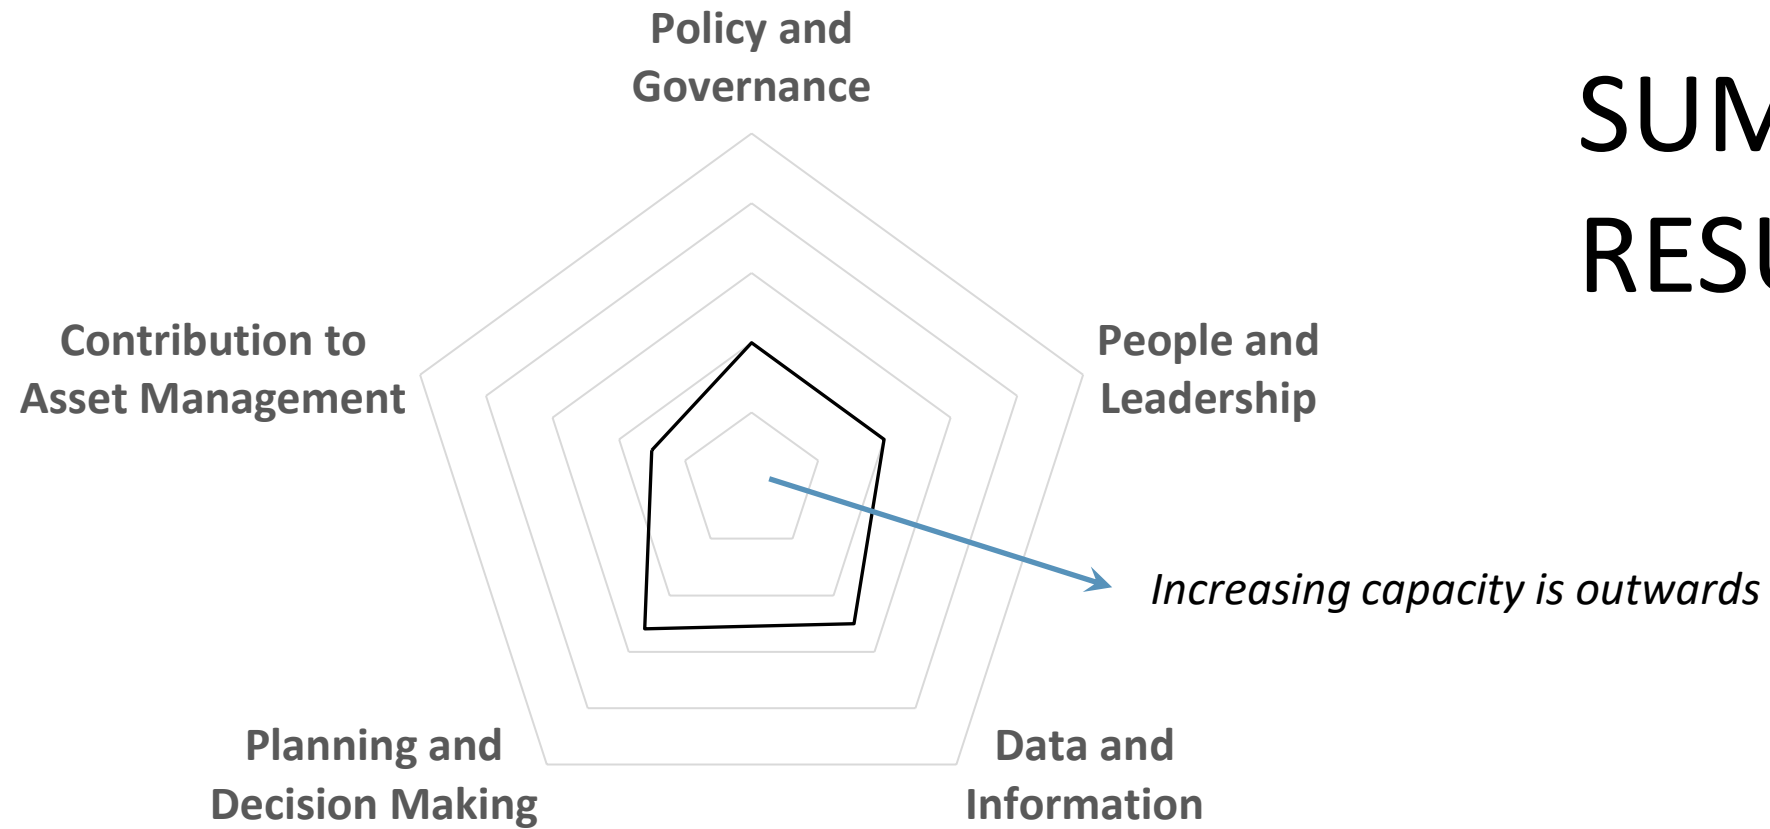 Policy and
Governance
SUM
RESU
Contribution to
Asset Management
People and
Leadership
Increasing capacity is outwards
Planning and
Decision Making
Data and
Information